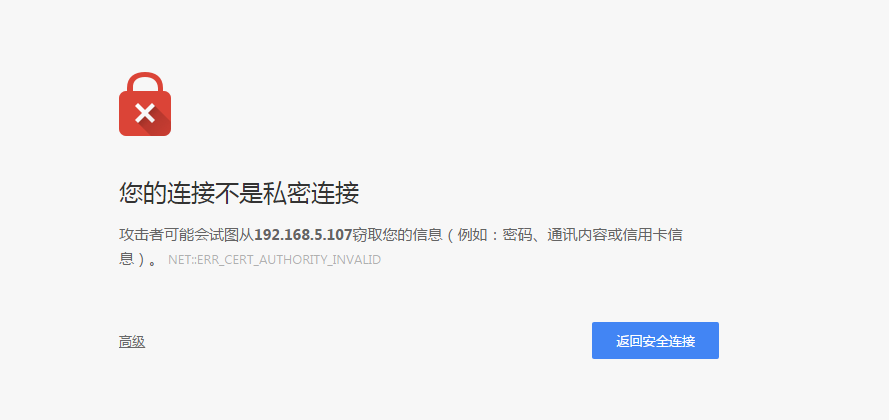 您的连接不是私密连接
攻击者可能会试图从192.168.5.107窃取您的信息（例如：密码、通讯内容或信用卡信
息）。 NET::ERR_CERT_AUTHORITY_INVALID
高级
返回安全连接